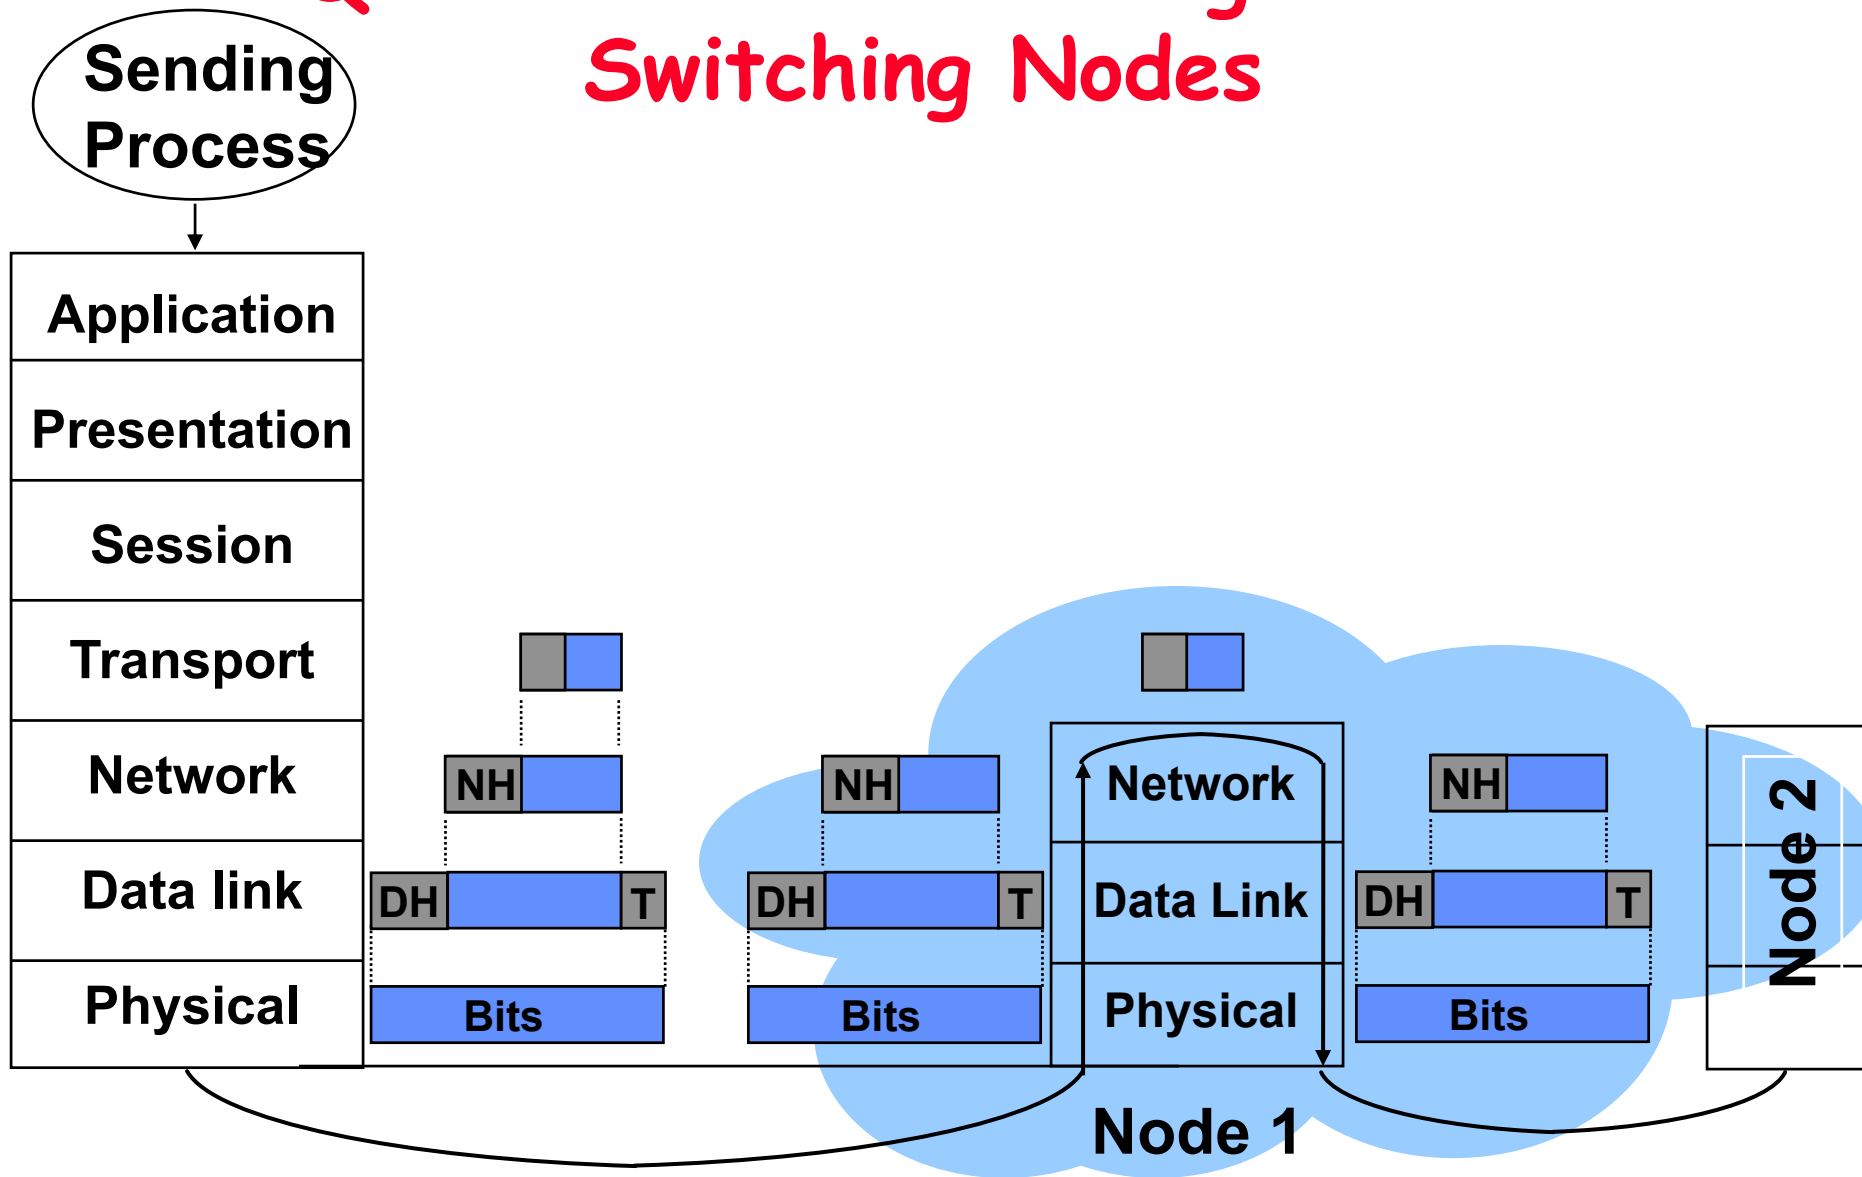 Switching Nodes
Sending
Process
Application
Presentation
Session
Transport
Network
Data link
Physical
NH
DH
T
Bits
NH
DH
T
Bits
Network
Data Link
Physical
Node 1
NH
DH
T
Bits
Node 2